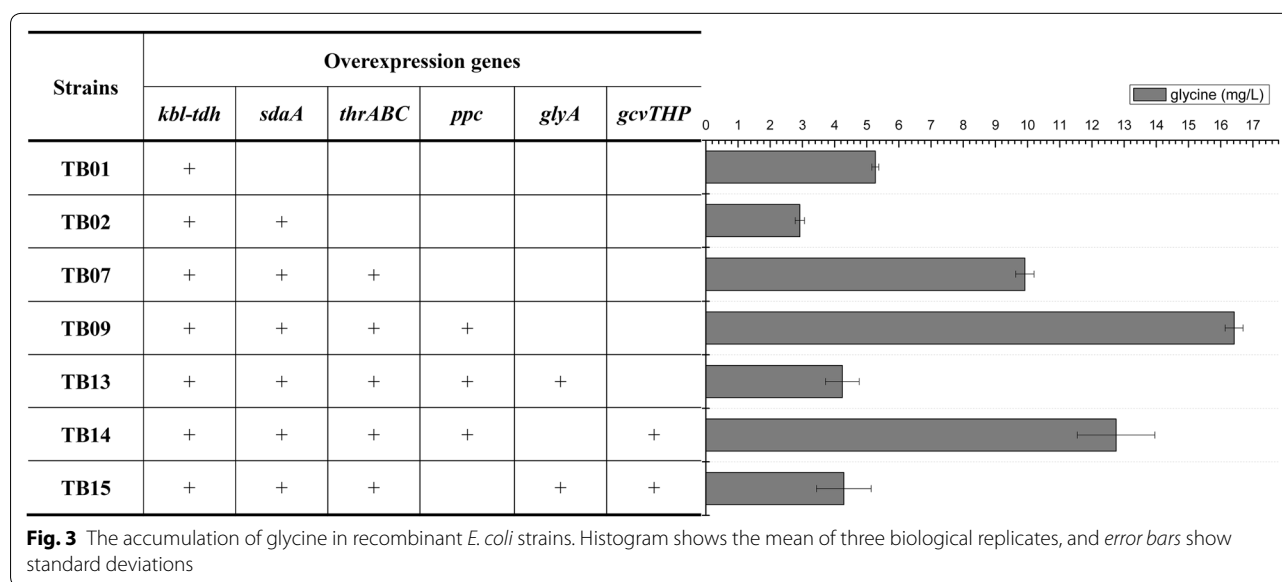 Strains Overexpression genes
kbl-tdh sdaA thrABC ppc glyA gcvTHP
glycine (mg/L)
0 1 2 3 4 5 6 7 8 9 10 11 12 13 14 15 16 17
TB01 +
TB02 + +
TB07 + + +
TB09 + + + +
TB13 + + + + +
TB14 + + + + +
TB15 + + + + +
Fig. 3 The accumulation of glycine in recombinant E. coli strains. Histogram shows the mean of three biological replicates, and error bars show
standard deviations